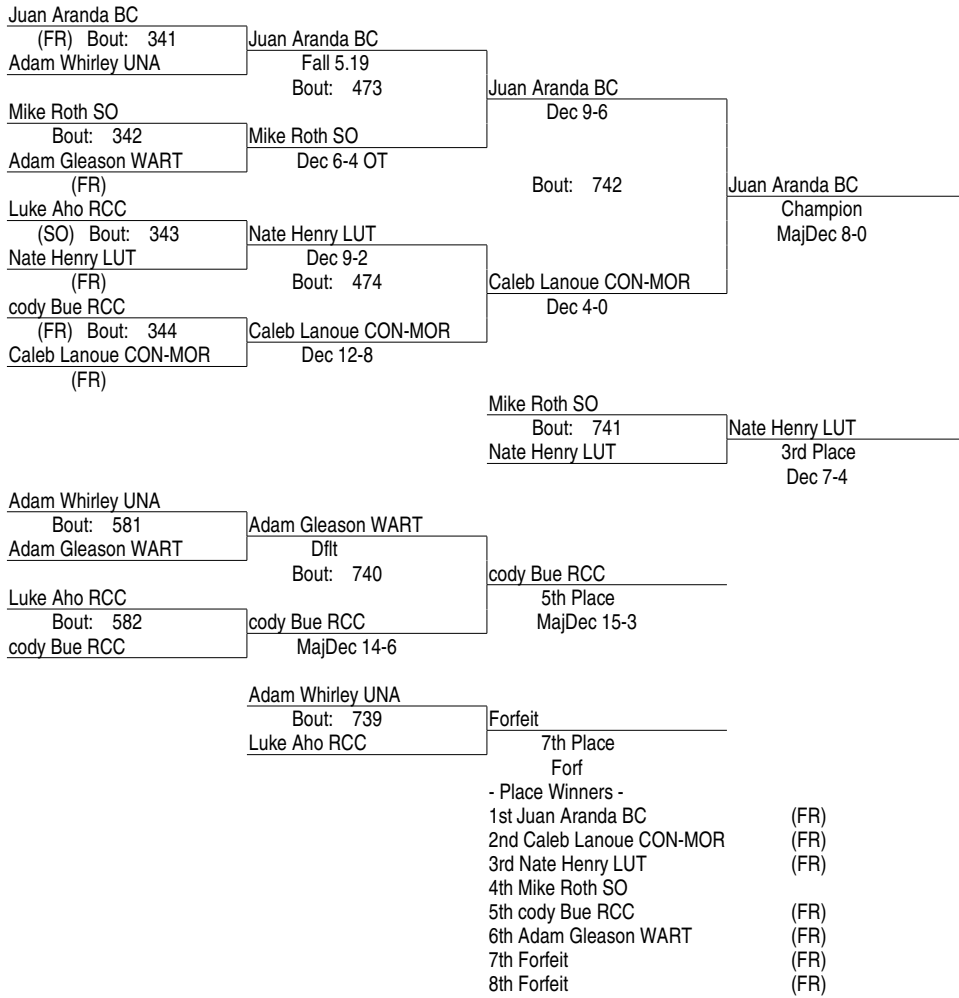 Juan Aranda BC
(FR) Bout: 341
Juan Aranda BC
Adam Whirley UNA
Fall 5.19
Bout: 473
Juan Aranda BC
Mike Roth SO
Dec 9-6
Bout: 342
Mike Roth SO
Adam Gleason WART
Dec 6-4 OT
(FR)
Bout: 742
Juan Aranda BC
Luke Aho RCC
Champion
(SO) Bout: 343
Nate Henry LUT
MajDec 8-0
Nate Henry LUT
Dec 9-2
(FR)
Bout: 474
Caleb Lanoue CON-MOR
cody Bue RCC
Dec 4-0
(FR) Bout: 344
Caleb Lanoue CON-MOR
Caleb Lanoue CON-MOR
Dec 12-8
(FR)
Mike Roth SO
Bout: 741
Nate Henry LUT
Nate Henry LUT
3rd Place
Dec 7-4
Adam Whirley UNA
Bout: 581
Adam Gleason WART
Adam Gleason WART
Dflt
Bout: 740
cody Bue RCC
Luke Aho RCC
5th Place
Bout: 582
cody Bue RCC
MajDec 15-3
cody Bue RCC
MajDec 14-6
Adam Whirley UNA
Bout: 739
Forfeit
Luke Aho RCC
7th Place
Forf
- Place Winners -
1st Juan Aranda BC (FR)
2nd Caleb Lanoue CON-MOR (FR)
3rd Nate Henry LUT (FR)
4th Mike Roth SO
5th cody Bue RCC (FR)
6th Adam Gleason WART (FR)
7th Forfeit (FR)
8th Forfeit (FR)